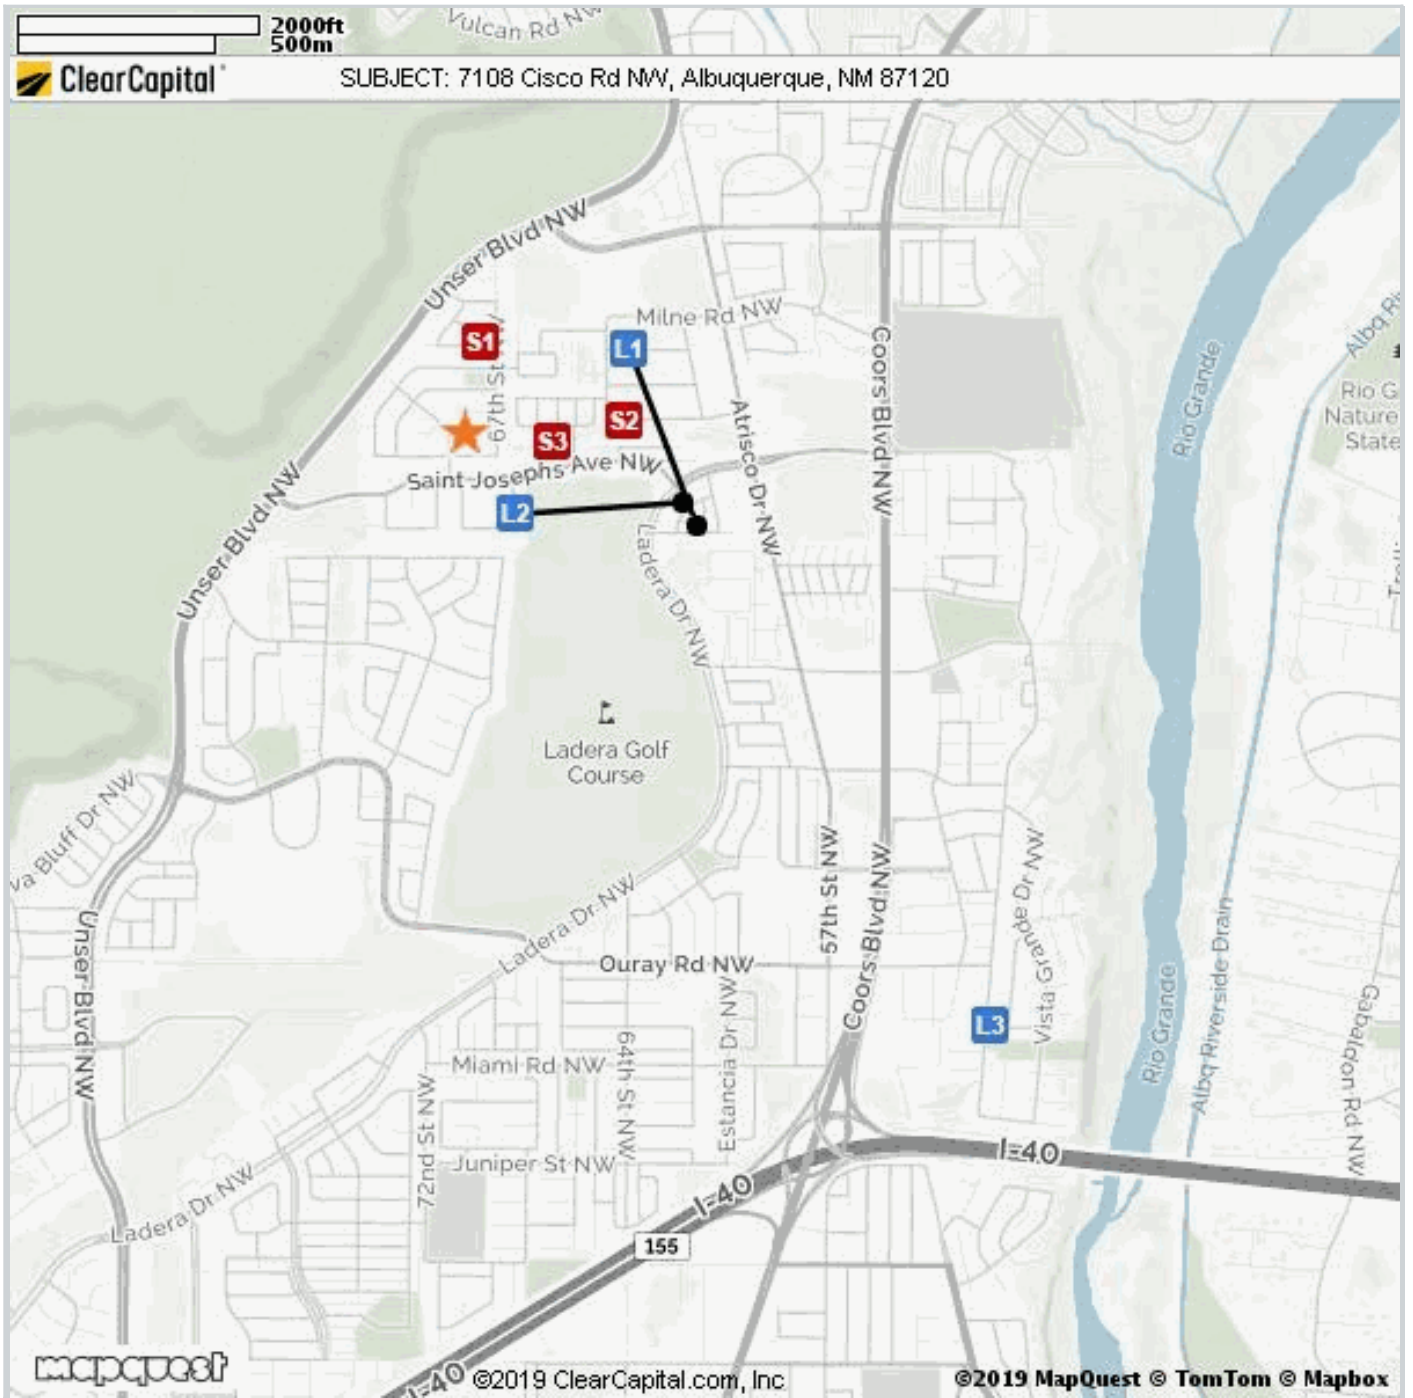 2000ft
500m
Vulcan Rd NW
ClearCapital
SUBJECT: 7108 Cisco Rd NW, Albuquerque, NM 87120
Unser Blvd NW
Milne Rd NW
S1
L1
67th St NW
S2
S3
Saint Josephs Ave NW
L2
Atrisco Dr NW
Coors Blvd NW
Rio Grande
Albq Ri
Rio G
Nature
State
Unser Blvd NW
Ladera Dr NW
Ladera Golf
Course
va Bluff Dr NW
Unser Blvd NW
Ladera Dr NW
Ouray Rd NW
57th St NW
Coors Blvd NW
Vista Grande Dr NW
L3
Rio Grande
Albq Riverside Drain
Gabaldon Rd NW
Miami Rd NW
64th St NW
Estancia Dr NW
72nd St NW
Juniper St NW
Ladera Dr NW
I-40
I-40
155
I-40
mapquest
©2019 ClearCapital.com, Inc
©2019 MapQuest © TomTom © Mapbox